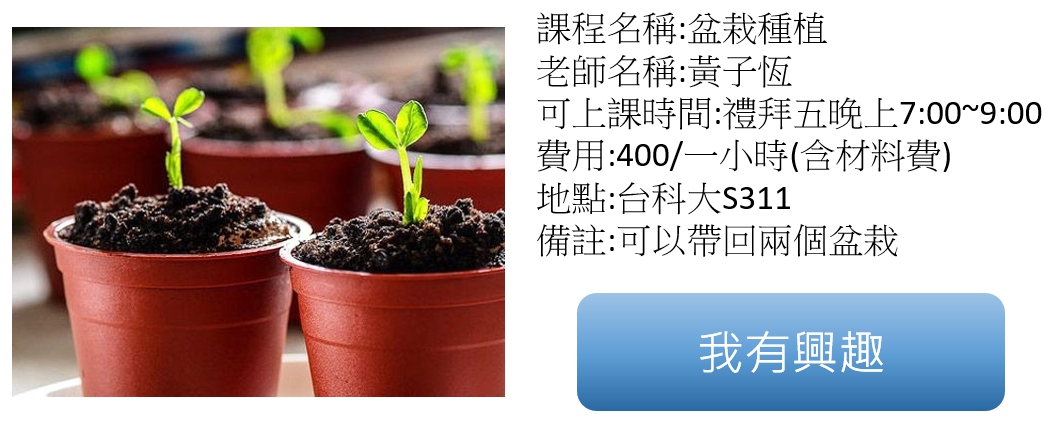 課程名稱:盆栽種植
老師名稱:黃子恆
可上課時間:禮拜五晚上7:00~9:00
費用:400/一小時(含材料費)
地點:台科大S311
備註:可以帶回兩個盆栽
我有興趣